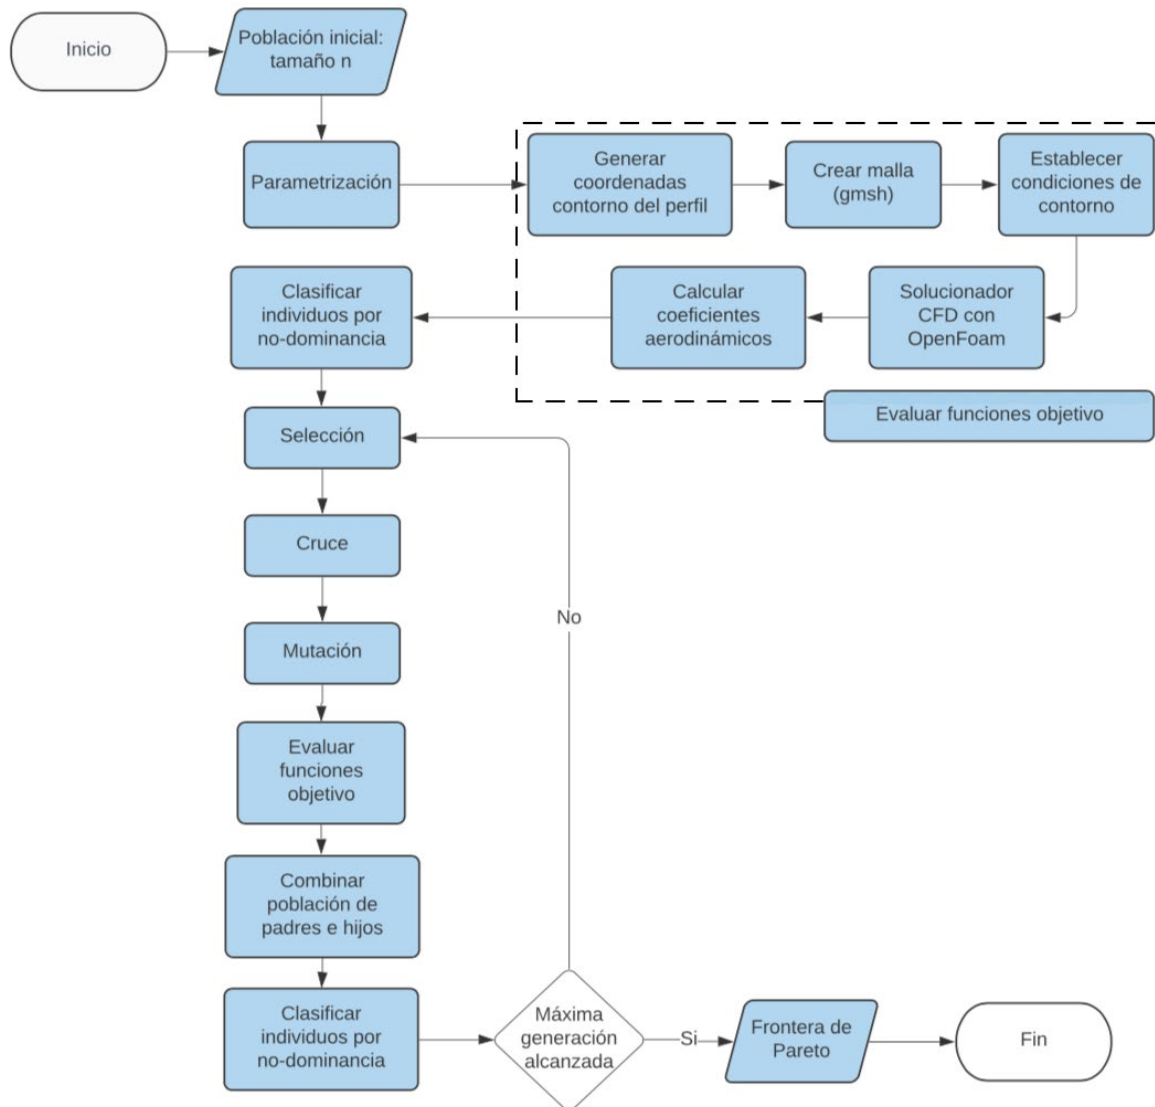 Inicio
Población inicial:
tamaño n
Parametrización
Generar
coordenadas
contorno del perfil
Crear malla
(gmsh)
Establecer
condiciones de
contorno
Solucionador
CFD con
OpenFoam
Calcular
coeficientes
aerodinámicos
Evaluar funciones objetivo
Clasificar
individuos por
no-dominancia
Selección
Cruce
Mutación
Evaluar
funciones
objetivo
Combinar
población de
padres e hijos
Clasificar
individuos por
no-dominancia
Máxima
generación
alcanzada
No
Si
Frontera de
Pareto
Fin